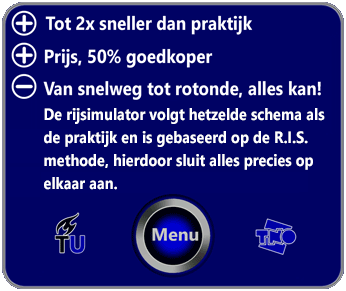 Tot 2x sneller dan praktijk
Prijs, 50% goedkoper
Van snelweg tot rotonde, alles kan!
De rijsimulator volgt hetzelde schema als
de praktijk en is gebaseerd op de R.I.S.
methode, hierdoor sluit alles precies op
elkaar aan.
TU
Menu
TNO